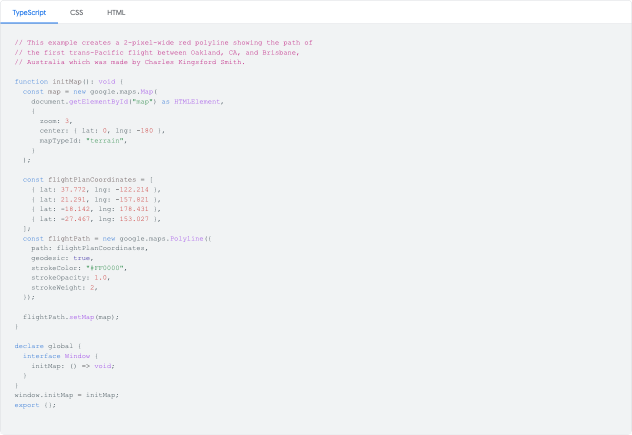 TypeScript CSS HTML
// This example creates a 2-pixel-wide red polyline showing the path of
// the first trans-Pacific flight between Oakland, CA, and Brisbane,
// Australia which was made by Charles Kingsford Smith.
function initMap(): void {
  const map = new google.maps.Map(
    document.getElementById("map") as HTMLElement,
    {
      zoom: 3,
      center: { lat: 0, lng: -180 },
      mapTypeId: "terrain",
    }
  );
  const flightPlanCoordinates = [
    { lat: 37.772, lng: -122.214 },
    { lat: 21.291, lng: -157.821 },
    { lat: -18.142, lng: 178.431 },
    { lat: -27.467, lng: 153.027 },
  ];
  const flightPath = new google.maps.Polyline({
    path: flightPlanCoordinates,
    geodesic: true,
    strokeColor: "#FF0000",
    strokeOpacity: 1.0,
    strokeWeight: 2,
  });
  flightPath.setMap(map);
}
declare global {
  interface Window {
    initMap: () => void;
  }
}
window.initMap = initMap;
export {};